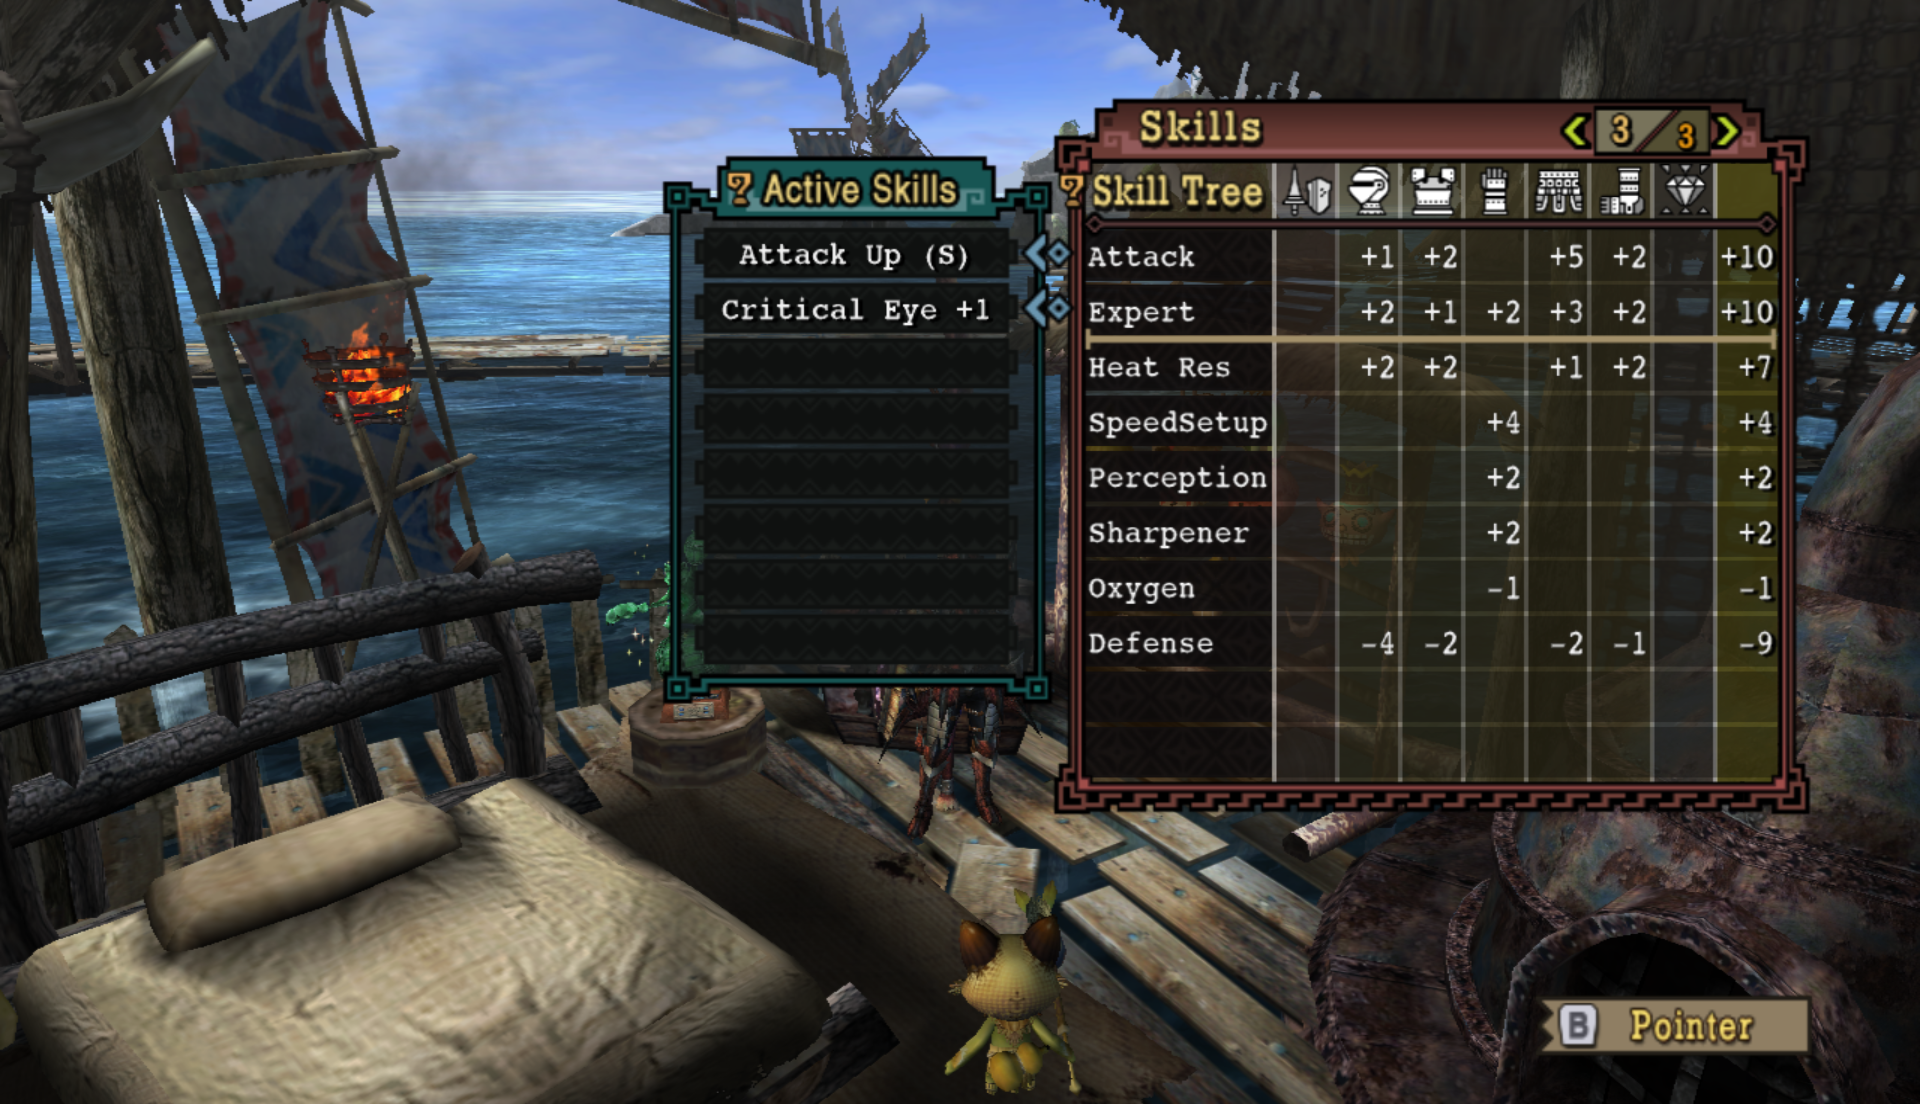 ? Active Skills
Attack Up (S)
Critical Eye +1
Skills
3 / 3
? Skill Tree
Attack +1 +2 +5 +2 +10
Expert +2 +1 +2 +3 +2 +10
Heat Res +2 +2 +1 +2 +7
SpeedSetup +4 +4
Perception +2 +2
Sharpener +2 +2
Oxygen -1 -1
Defense -4 -2 -2 -1 -9
B Pointer